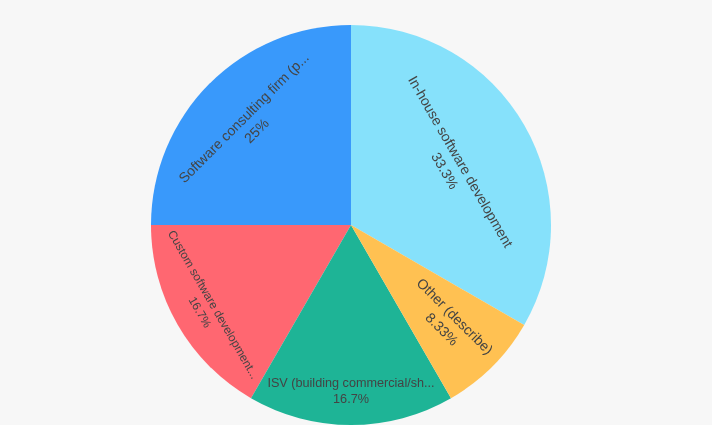 In-house software development
33.3%
Other (describe)
8.33%
ISV (building commercial/sh...
16.7%
Custom software development...
16.7%
Software consulting firm (p...
25%